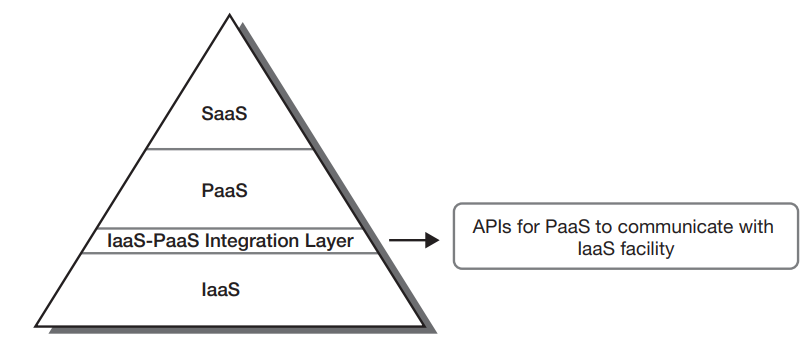 SaaS
PaaS
IaaS-PaaS Integration Layer
APIs for PaaS to communicate with
IaaS facility
IaaS